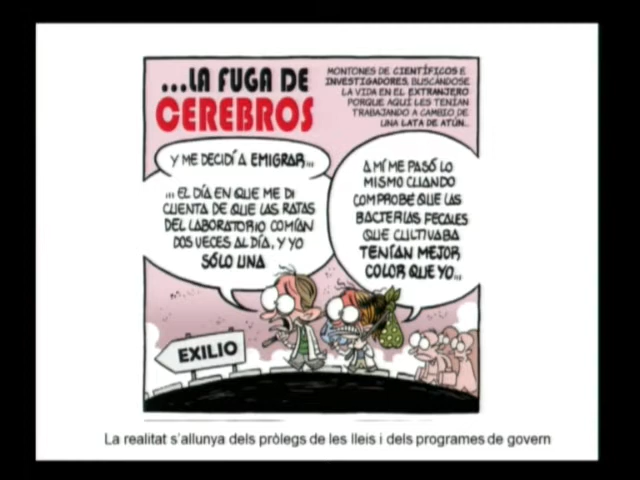 ...LA FUGA DE
CEREBROS
MONTONES DE CIENTÍFICOS E
INVESTIGADORES, BUSCÁNDOSE
LA VIDA EN EL EXTRANJERO
PORQUE AQUÍ LES TENÍAN
TRABAJANDO A CAMBIO DE
UNA LATA DE ATÚN...
Y ME DECIDÍ A EMIGRAR...
...EL DÍA EN QUE ME DI
CUENTA DE QUE LAS RATAS
DEL LABORATORIO COMÍAN
DOS VECES AL DÍA, Y YO
SÓLO UNA
A MÍ ME PASÓ LO
MISMO CUANDO
COMPROBÉ QUE LAS
BACTERIAS FECALES
QUE CULTIVABA
TENÍAN MEJOR
COLOR QUE YO...
EXILIO
La realitat s'allunya dels pròlegs de les lleis i dels programes de govern